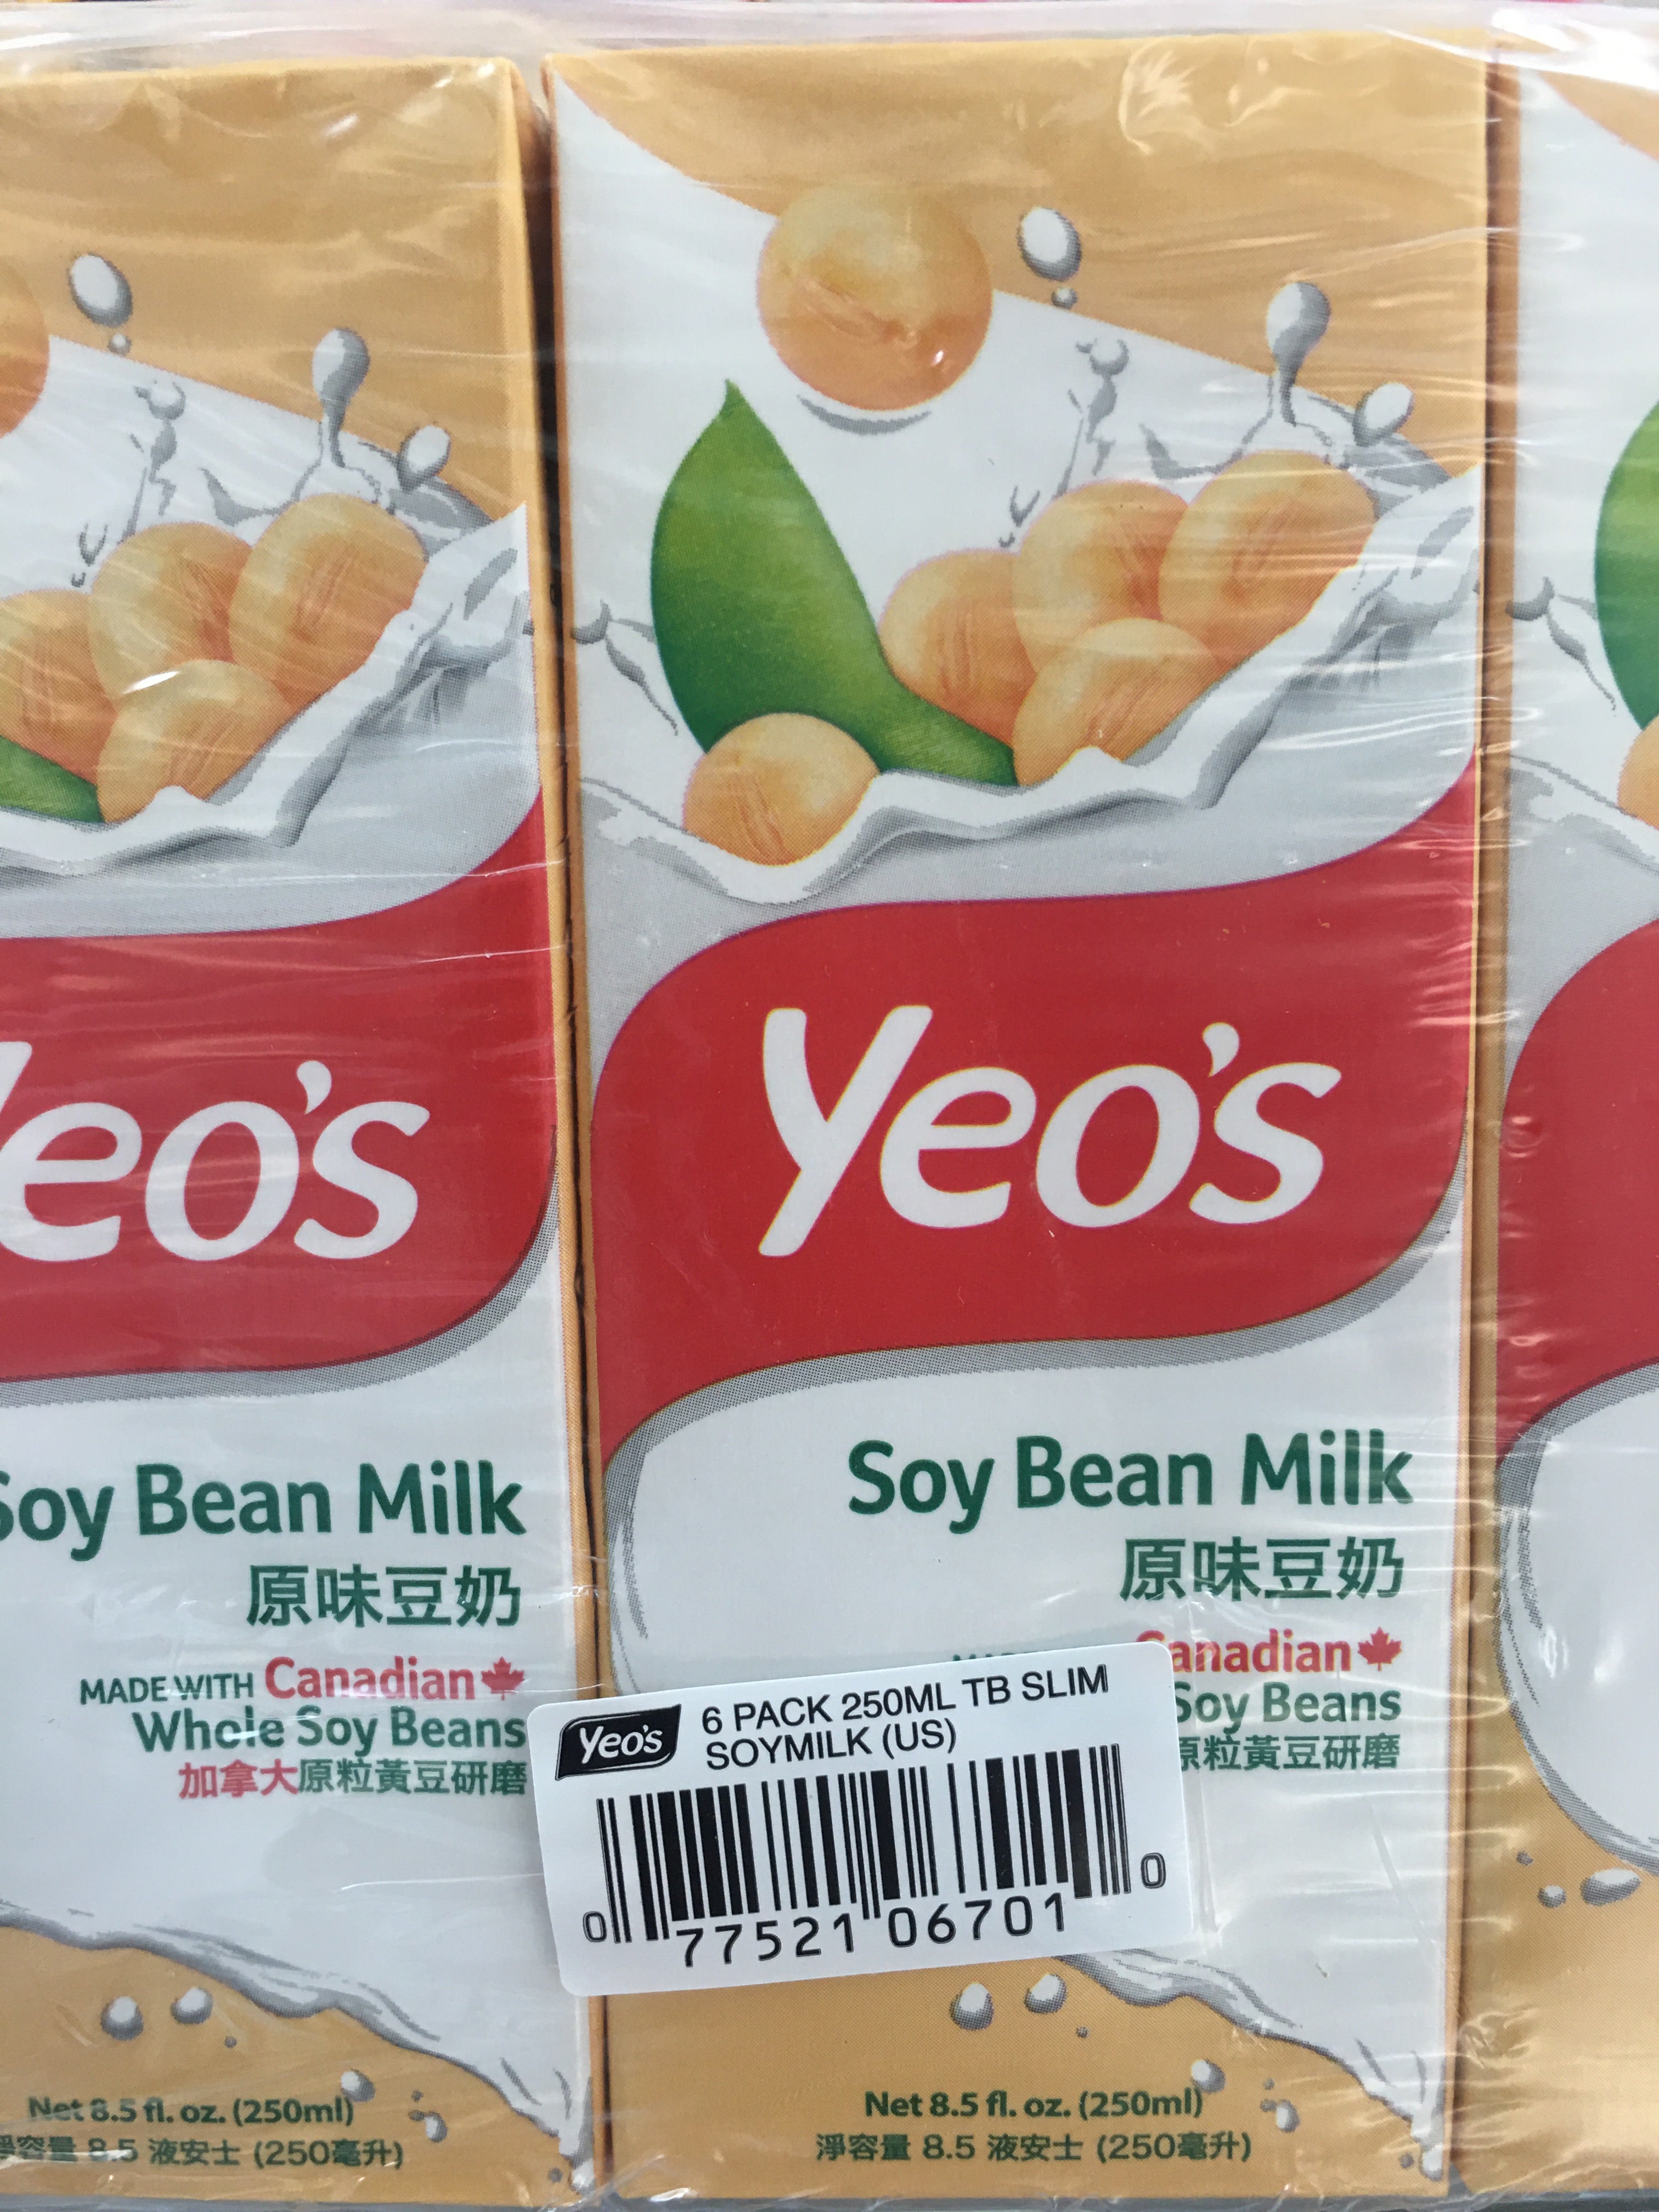 Yeo's
Soy Bean Milk
原味豆奶
MADE WITH Canadian
Whole Soy Beans
加拿大原粒黃豆研磨
Net 8.5 fl. oz. (250ml)
淨容量 8.5 液安士 (250毫升)
Yeo's
Soy Bean Milk
原味豆奶
Canadian
Soy Beans
原粒黃豆研磨
Yeo's
6 PACK 250ML TB SLIM
SOYMILK (US)
0 77521 06701 0
Net 8.5 fl. oz. (250ml)
淨容量 8.5 液安士 (250毫升)